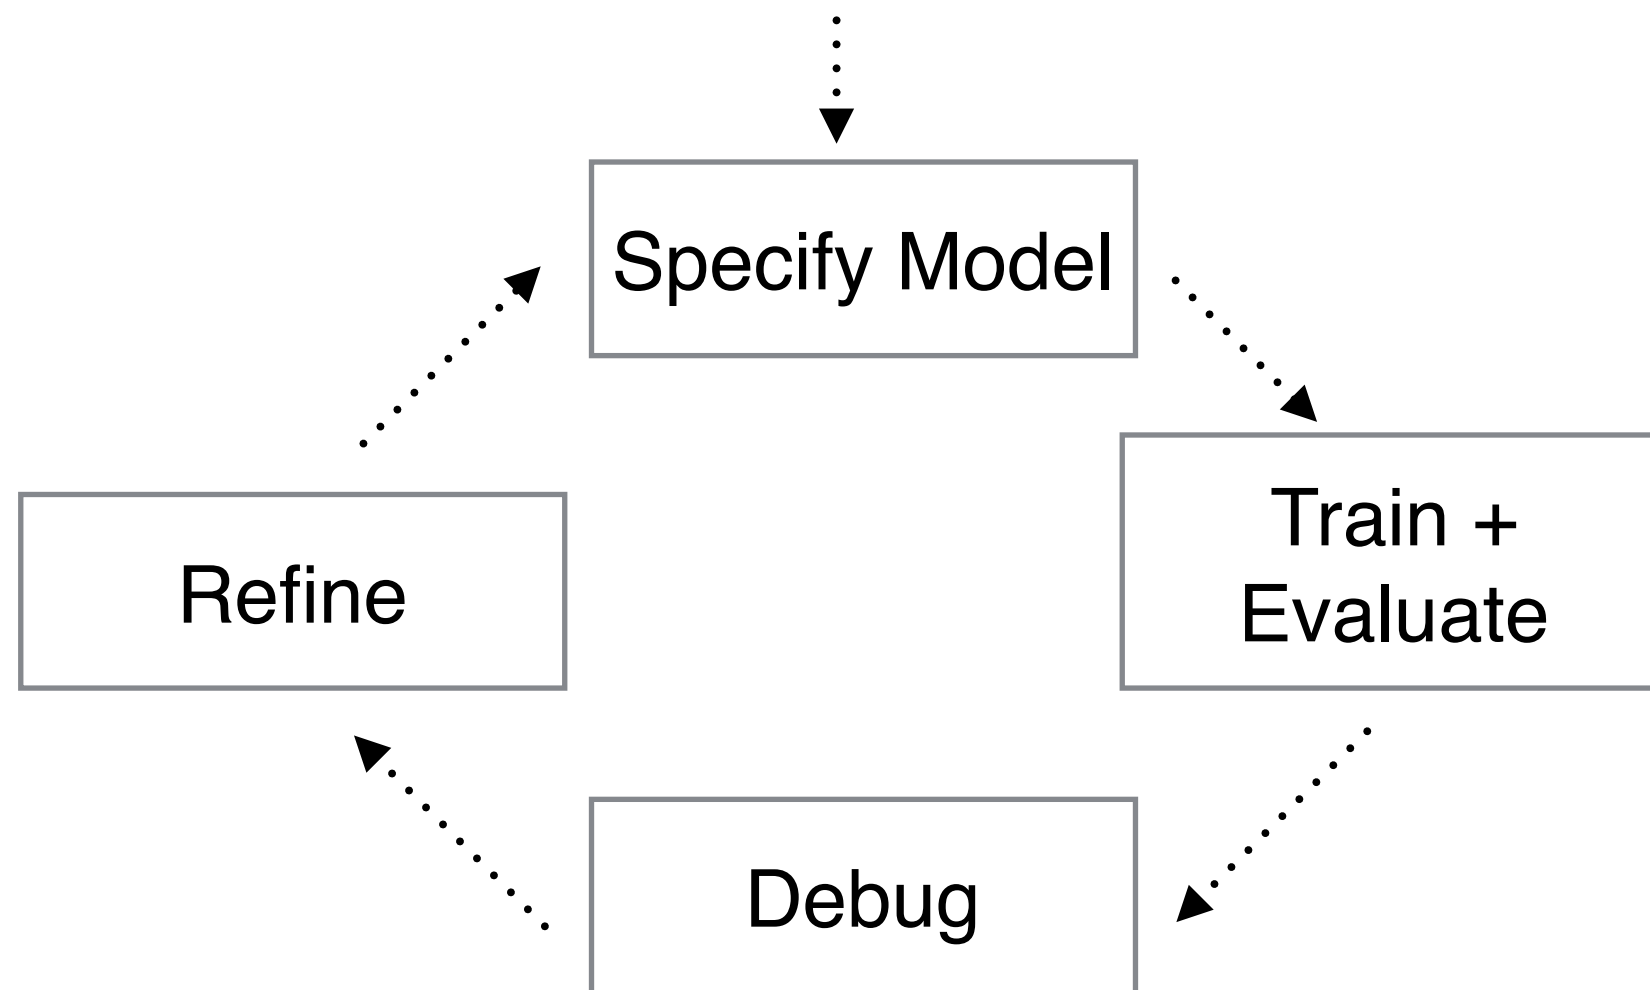 Specify Model
Train +
Evaluate
Refine
Debug